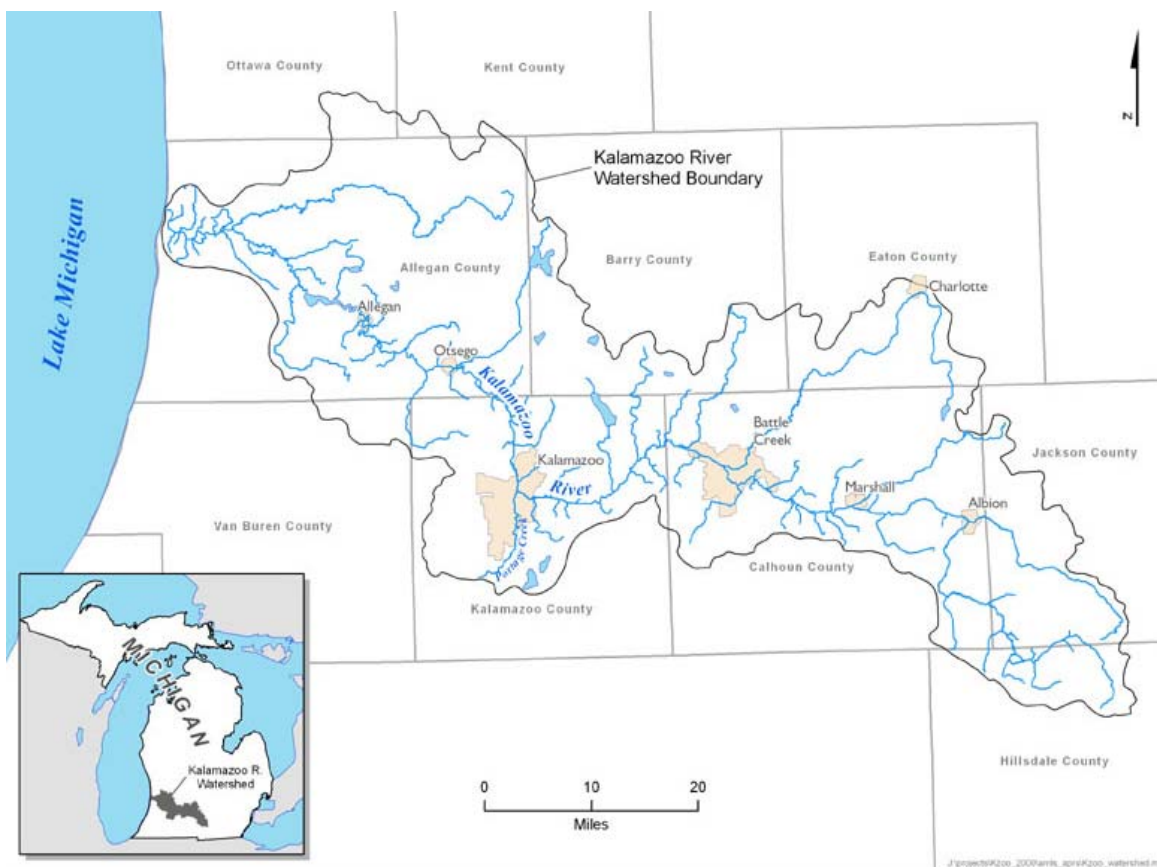 Ottawa County
Kent County
N
Kalamazoo River
Watershed Boundary
Lake Michigan
Allegan County
Barry County
Eaton County
Charlotte
Allegan
Otsego
Kalamazoo
River
Battle
Creek
Kalamazoo
Marshall
Albion
Jackson County
Van Buren County
Portage Creek
Calhoun County
Kalamazoo County
Hillsdale County
MICHIGAN
Kalamazoo R.
Watershed
0 10 20
Miles